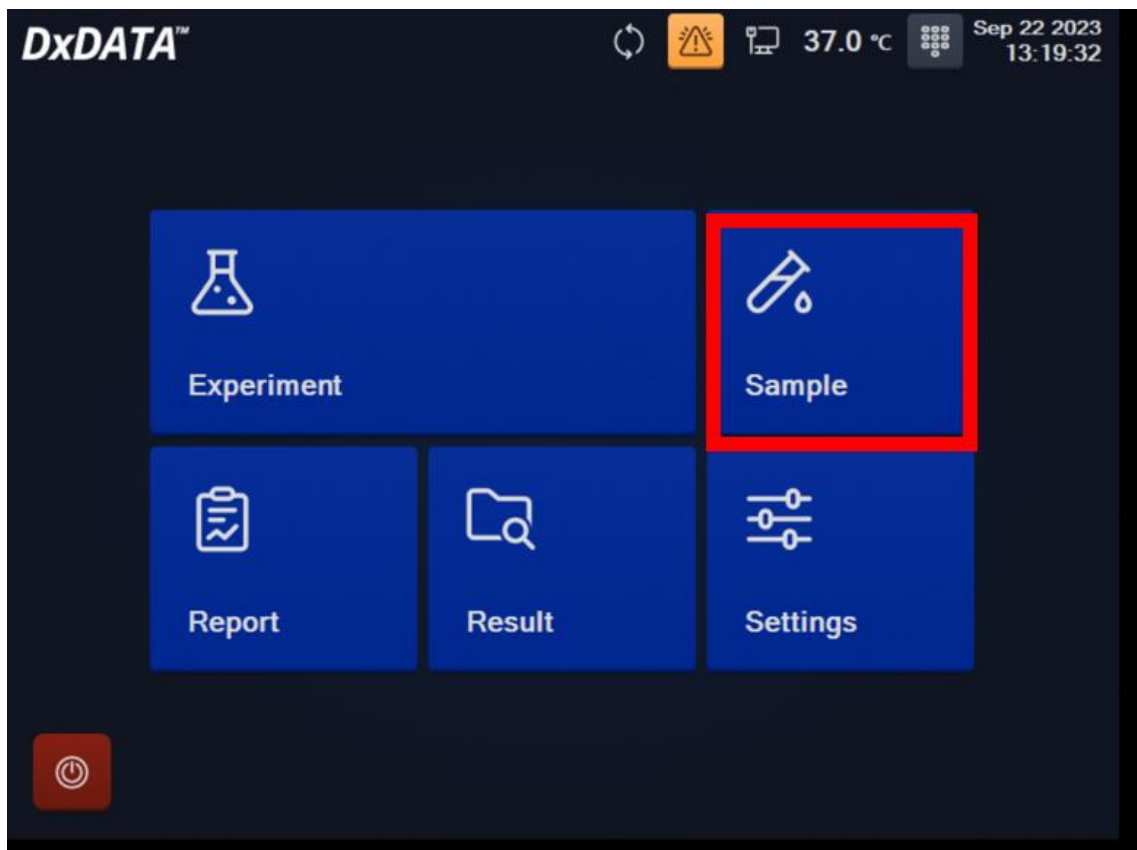 DxDATA™
37.0 ℃
Sep 22 2023
13:19:32
Experiment
Sample
Report
Result
Settings